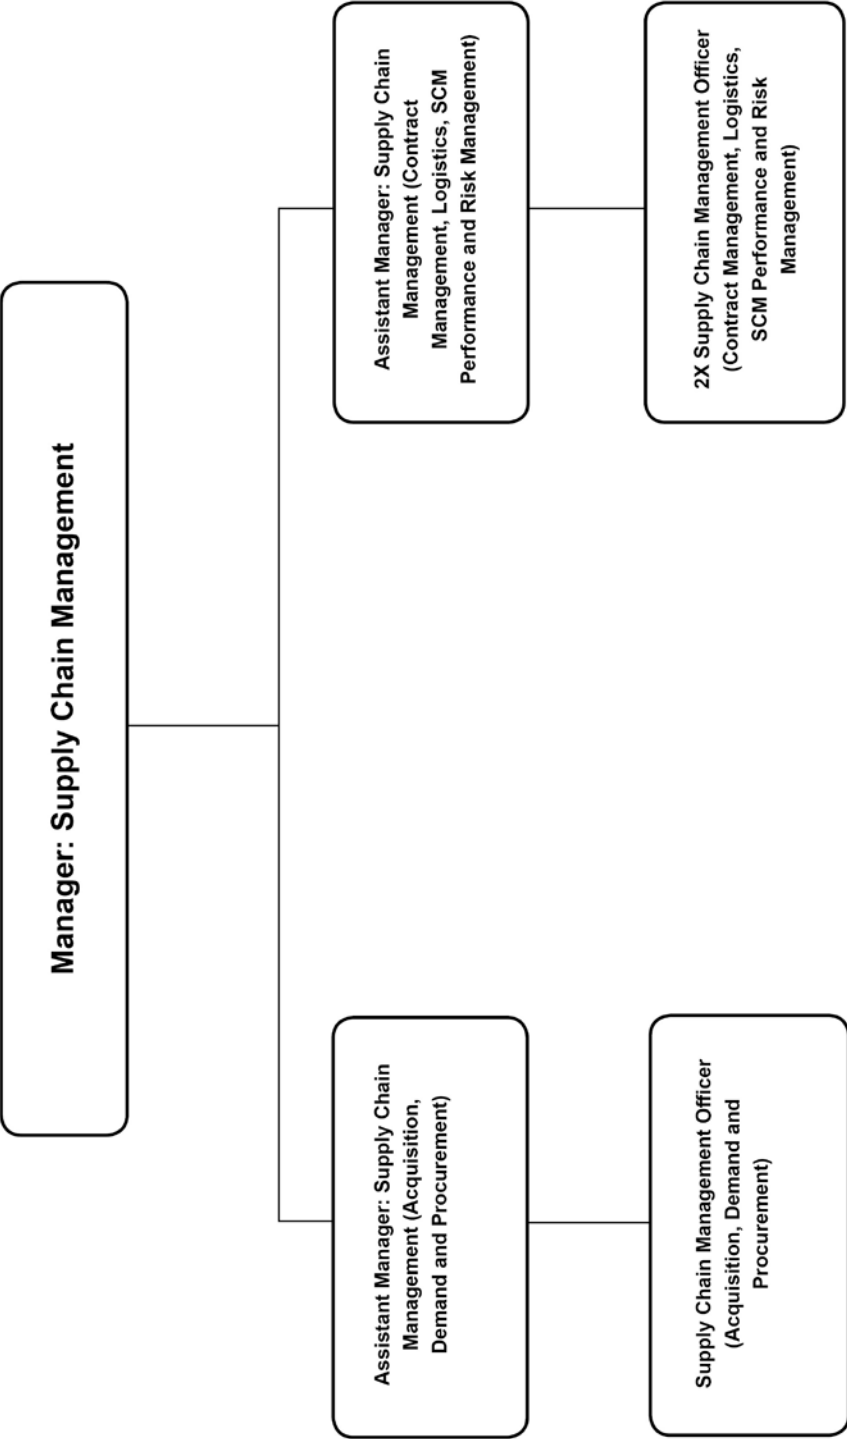 Manager: Supply Chain Management
Assistant Manager: Supply Chain
Management (Acquisition,
Demand and Procurement)
Assistant Manager: Supply Chain
Management (Contract
Management, Logistics, SCM
Performance and Risk Management)
Supply Chain Management Officer
(Acquisition, Demand and
Procurement)
2X Supply Chain Management Officer
(Contract Management, Logistics,
SCM Performance and Risk
Management)